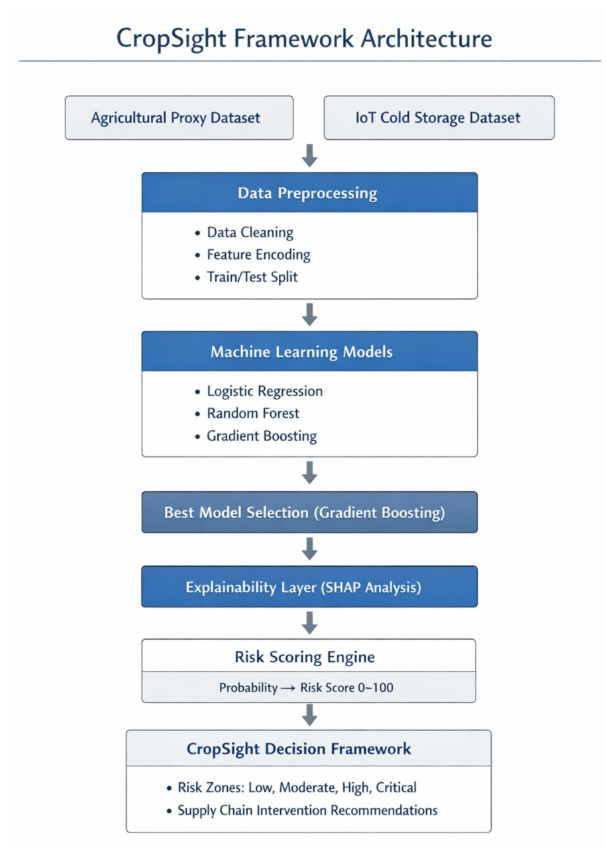 CropSight Framework Architecture
Agricultural Proxy Dataset
IoT Cold Storage Dataset
Data Preprocessing
• Data Cleaning
• Feature Encoding
• Train/Test Split
Machine Learning Models
• Logistic Regression
• Random Forest
• Gradient Boosting
Best Model Selection (Gradient Boosting)
Explainability Layer (SHAP Analysis)
Risk Scoring Engine
Probability → Risk Score 0–100
CropSight Decision Framework
• Risk Zones: Low, Moderate, High, Critical
• Supply Chain Intervention Recommendations